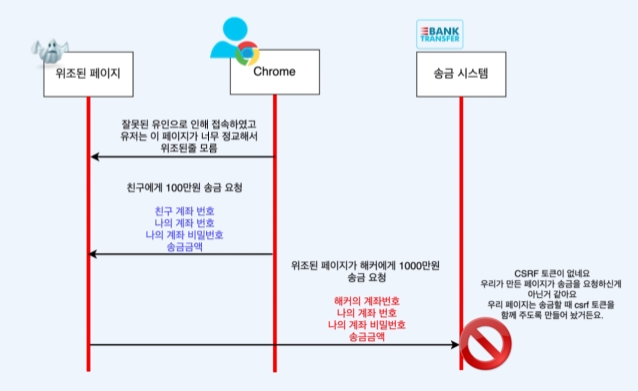 BANK
TRANSFER
위조된 페이지
Chrome
송금 시스템
잘못된 유인으로 인해 접속하였고
유저는 이 페이지가 너무 정교해서
위조된줄 모름
친구에게 100만원 송금 요청
친구 계좌 번호
나의 계좌 번호
나의 계좌 비밀번호
송금금액
위조된 페이지가 해커에게 1000만원
송금 요청
해커의 계좌번호
나의 계좌 번호
나의 계좌 비밀번호
송금금액
CSRF 토큰이 없네요
우리가 만든 페이지가 송금을 요청하신게
아닌거 같아요
우리 페이지는 송금할 때 csrf 토큰을
함께 주도록 만들어 놨거든요.